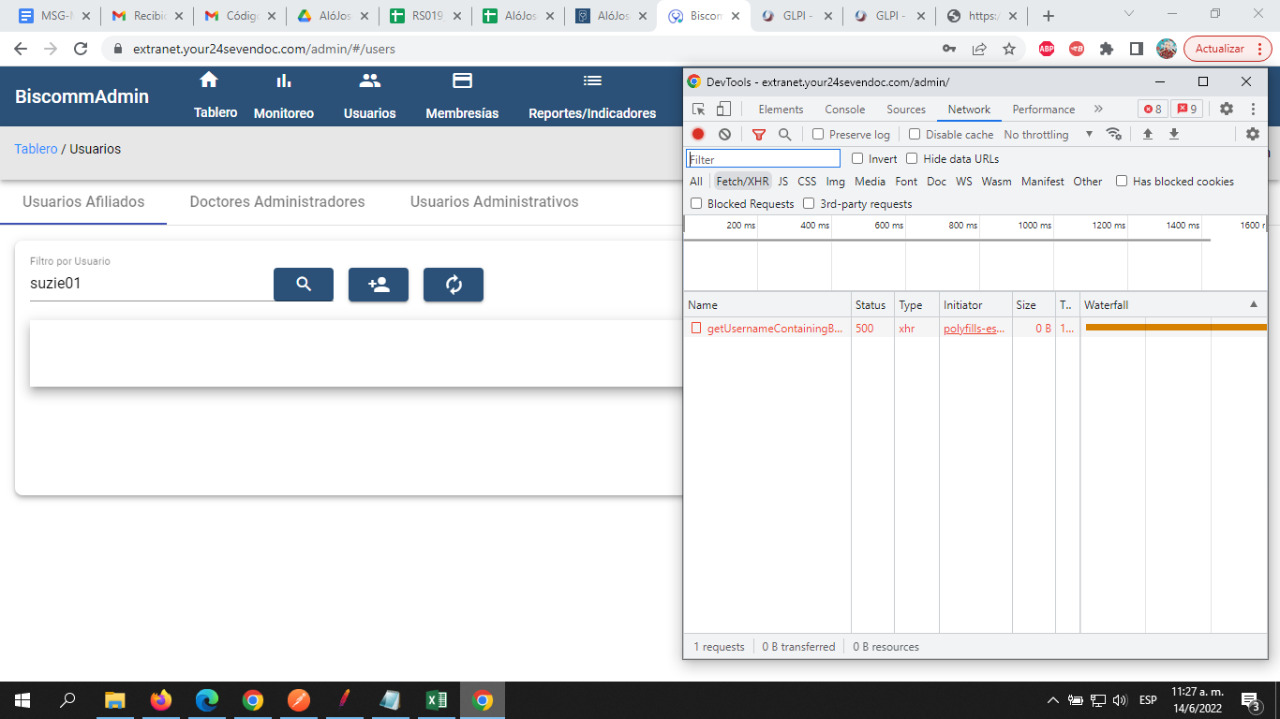 MSG-M
Recibid
Código
AlóJos
RS019_
AlóJos
AlóJos
Biscom
GLPI -
GLPI -
https:/
extranet.your24sevendoc.com/admin/#/users
ABP
Actualizar
BiscommAdmin
Tablero
Monitoreo
Usuarios
Membresías
Reportes/Indicadores
Tablero / Usuarios
Usuarios Afiliados
Doctores Administradores
Usuarios Administrativos
Filtro por Usuario
suzie01
DevTools - extranet.your24sevendoc.com/admin/
Elements
Console
Sources
Network
Performance
8
9
Preserve log
Disable cache
No throttling
Filter
Invert
Hide data URLs
All
Fetch/XHR
JS
CSS
Img
Media
Font
Doc
WS
Wasm
Manifest
Other
Has blocked cookies
Blocked Requests
3rd-party requests
200 ms
400 ms
600 ms
800 ms
1000 ms
1200 ms
1400 ms
1600 r
Name
Status
Type
Initiator
Size
T..
Waterfall
getUsernameContainingB...
500
xhr
polyfills-es...
0 B
1...
1 requests
0 B transferred
0 B resources
ESP
11:27 a. m.
14/6/2022
3